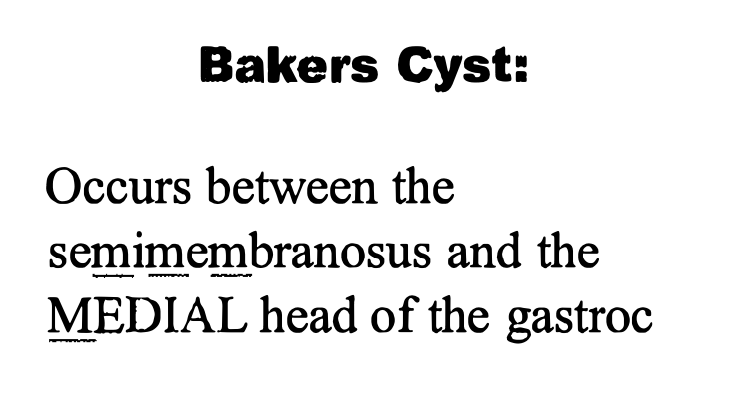 Bakers Cyst:
Occurs between the
semimembranosus and the
MEDIAL head of the gastroc